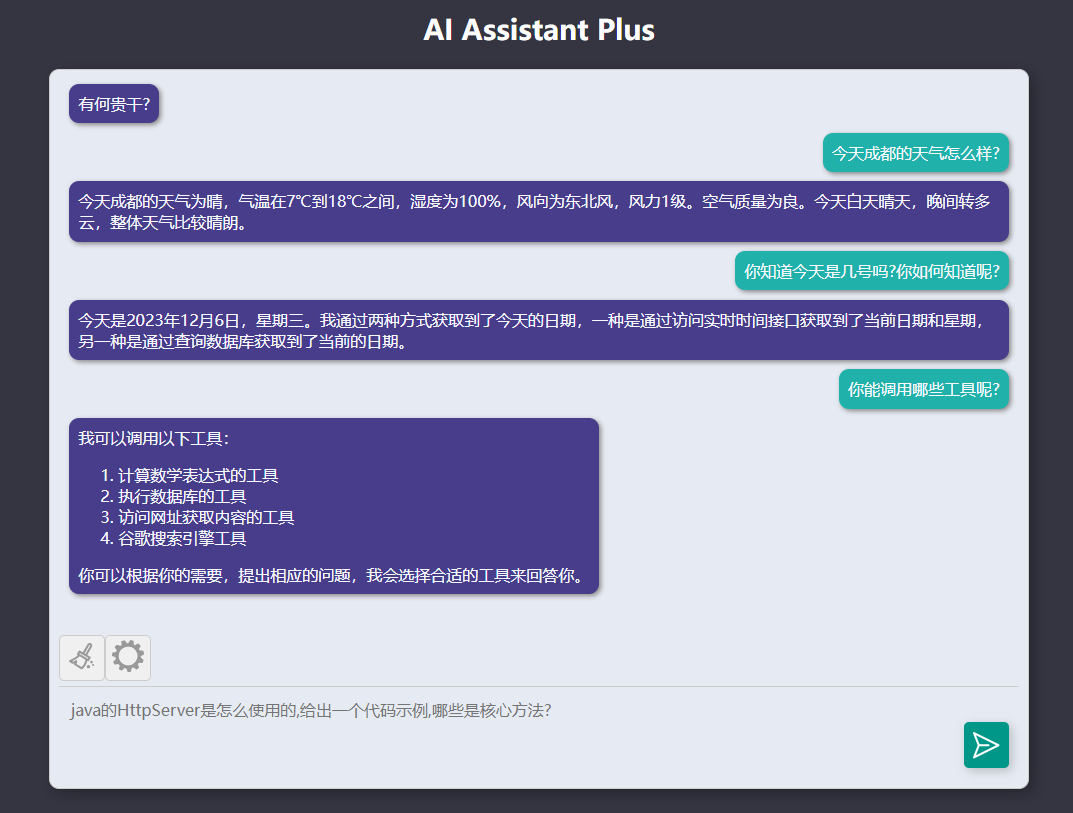 AI Assistant Plus
有何贵干?
今天成都的天气怎么样?
今天成都的天气为晴，气温在7℃到18℃之间，湿度为100%，风向为东北风，风力1级。空气质量为良。今天白天晴天，晚间转多
云，整体天气比较晴朗。
你知道今天是几号吗?你如何知道呢?
今天是2023年12月6日，星期三。我通过两种方式获取到了今天的日期，一种是通过访问实时时间接口获取到了当前日期和星期，
另一种是通过查询数据库获取到了当前的日期。
你能调用哪些工具呢?
我可以调用以下工具：
1. 计算数学表达式的工具
2. 执行数据库的工具
3. 访问网址获取内容的工具
4. 谷歌搜索引擎工具
你可以根据你的需要，提出相应的问题，我会选择合适的工具来回答你。
java的HttpServer是怎么使用的,给出一个代码示例,哪些是核心方法?